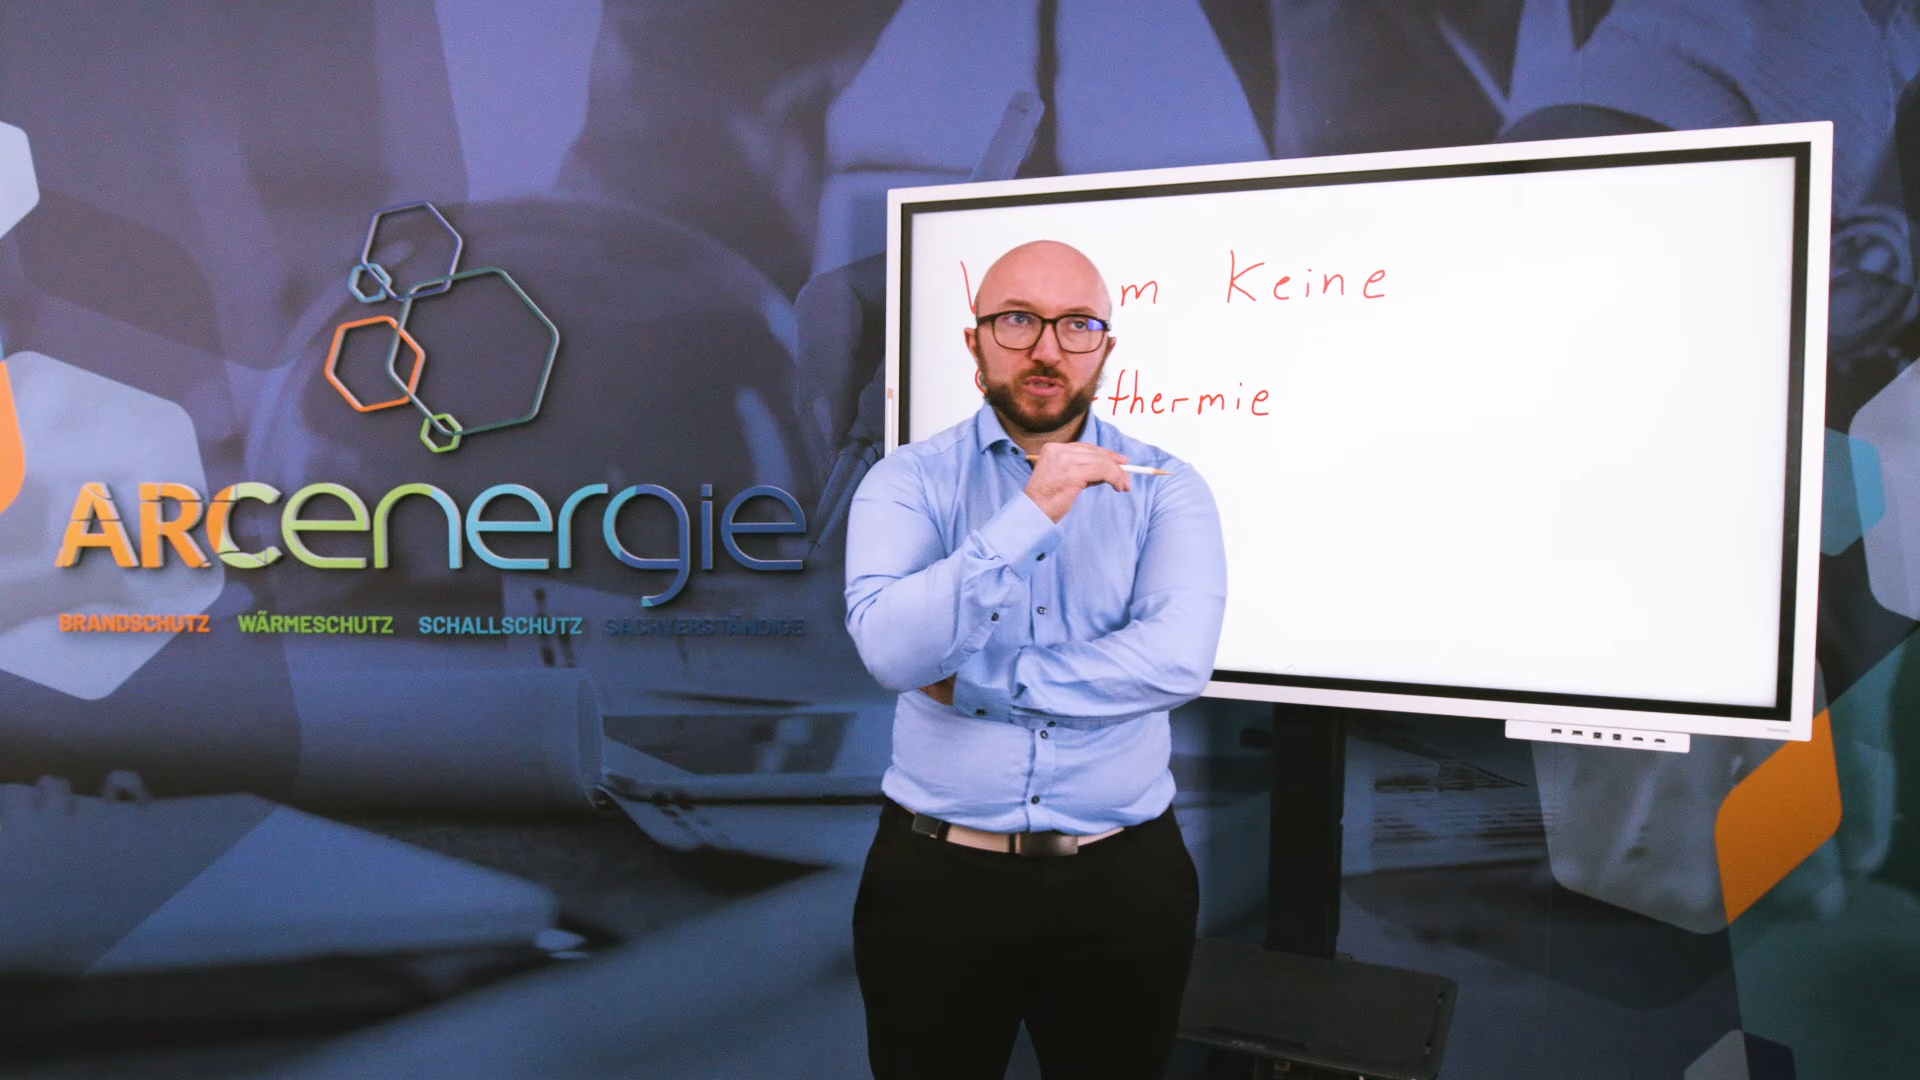 ARCenergie
BRANDSCHUTZ WÄRMESCHUTZ SCHALLSCHUTZ SACHVERSTÄNDIGE
m Keine
thermie